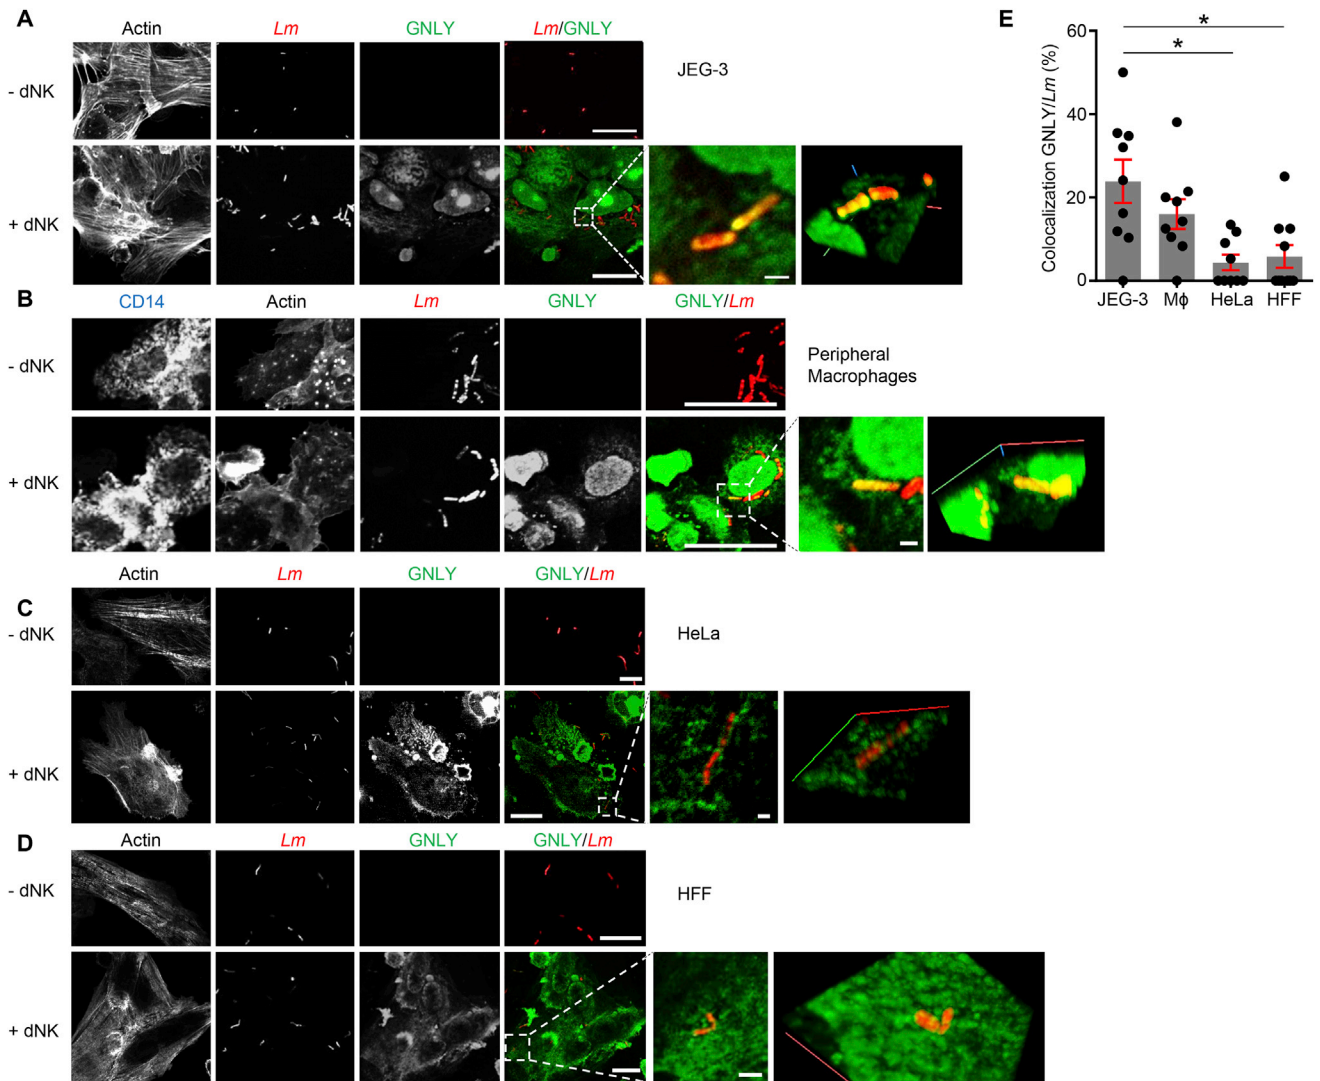 A
Actin Lm GNLY Lm/GNLY
- dNK
JEG-3
+ dNK
B
CD14 Actin Lm GNLY GNLY/Lm
- dNK
Peripheral
Macrophages
+ dNK
C
Actin Lm GNLY GNLY/Lm
- dNK
HeLa
+ dNK
D
Actin Lm GNLY GNLY/Lm
- dNK
HFF
+ dNK
E
Colocalization GNLY/Lm (%)
60
40
20
0
*
*
JEG-3 Mϕ HeLa HFF